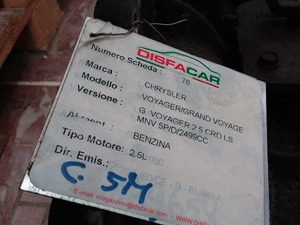 DISFACAR
Numero Scheda : 76
Marca : CHRYSLER
Modello : VOYAGER/GRAND VOYAGE
Versione : G. VOYAGER 2.5 CRD LS
MNV 5P/D/2499CC
BENZINA
Tipo Motore: 2.5L
Dir. Emis.:
C. 5M